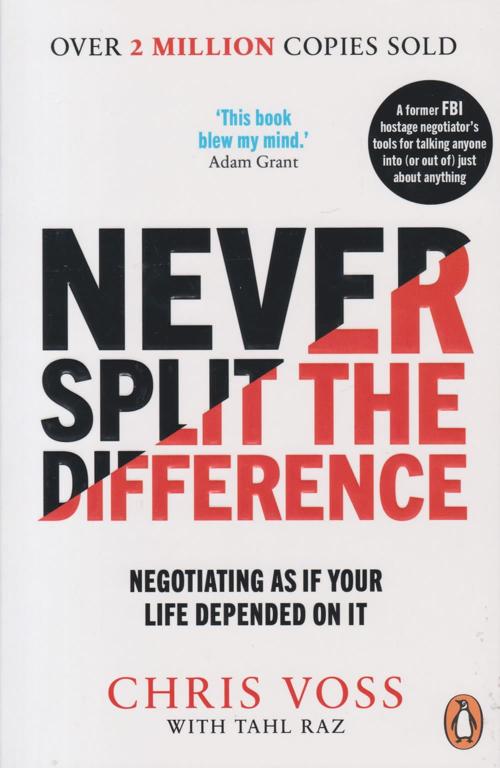 OVER 2 MILLION COPIES SOLD
‘This book
blew my mind.’
Adam Grant
A former FBI
hostage negotiator’s
tools for talking anyone
into (or out of) just
about anything
NEVER
SPLIT THE
DIFFERENCE
NEGOTIATING AS IF YOUR
LIFE DEPENDED ON IT
CHRIS VOSS
WITH TAHL RAZ